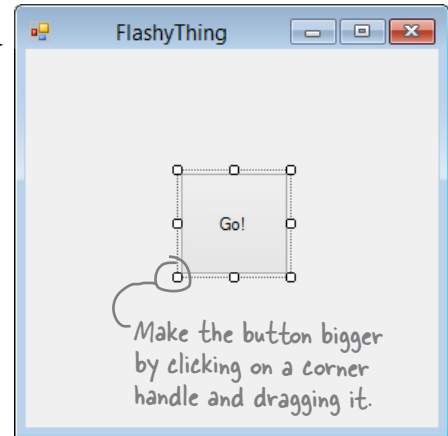 FlashyThing
Go!
Make the button bigger
by clicking on a corner
handle and dragging it.